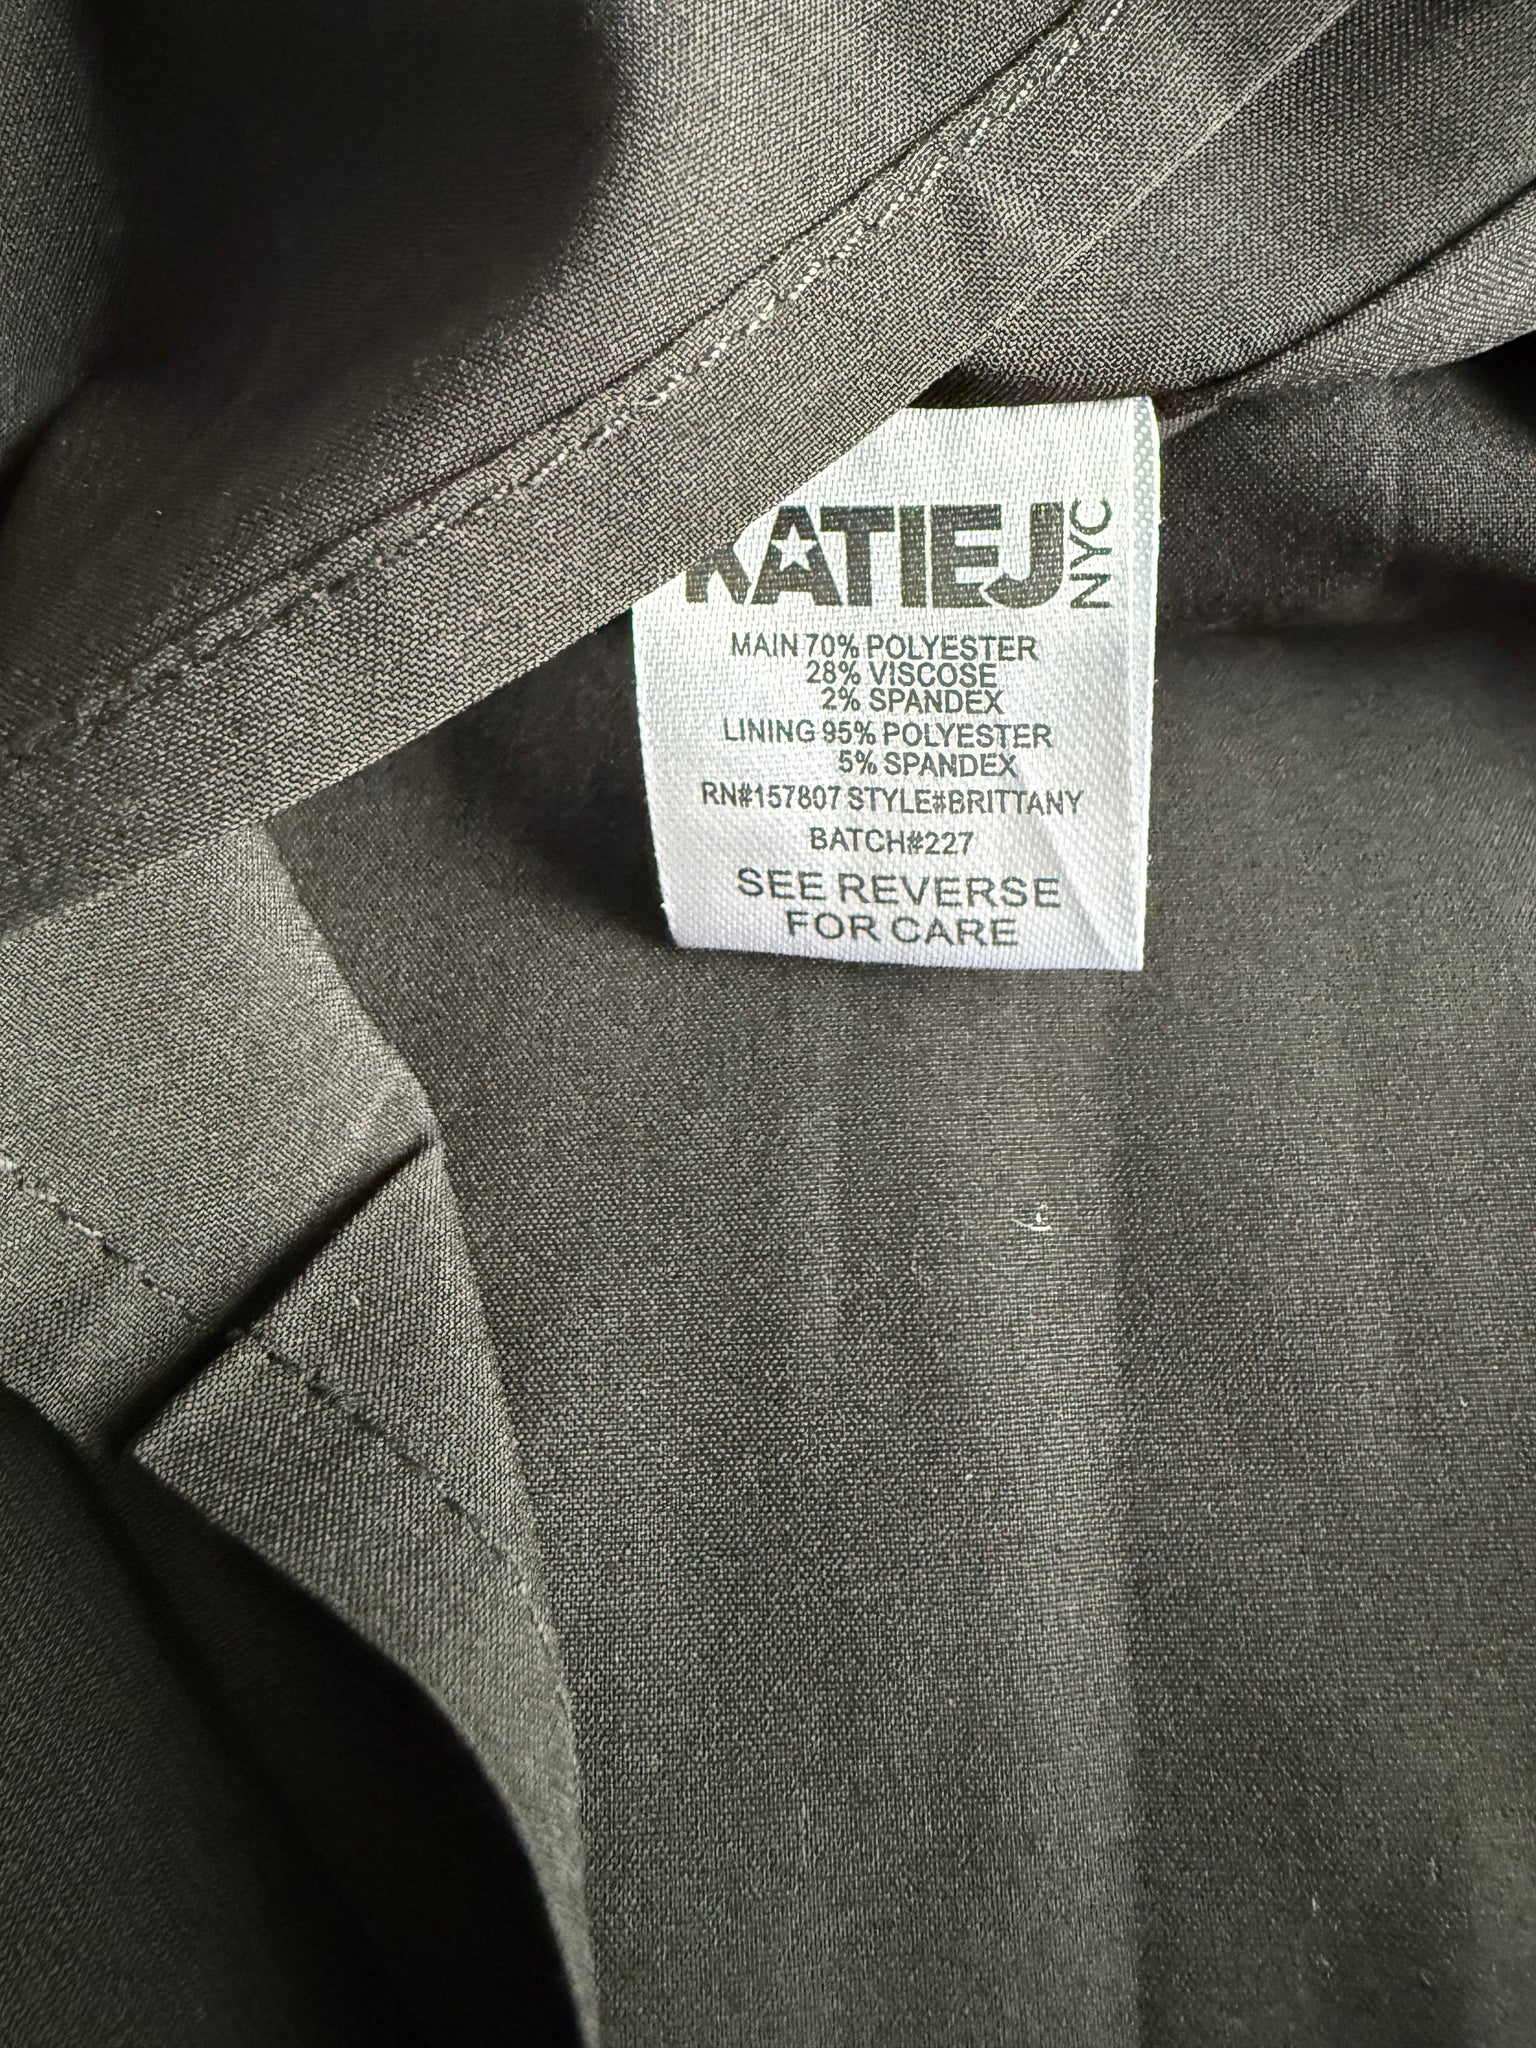 KATIEJ NYC
MAIN 70% POLYESTER
28% VISCOSE
2% SPANDEX
LINING 95% POLYESTER
5% SPANDEX
RN#157807 STYLE#BRITTANY
BATCH#227
SEE REVERSE
FOR CARE